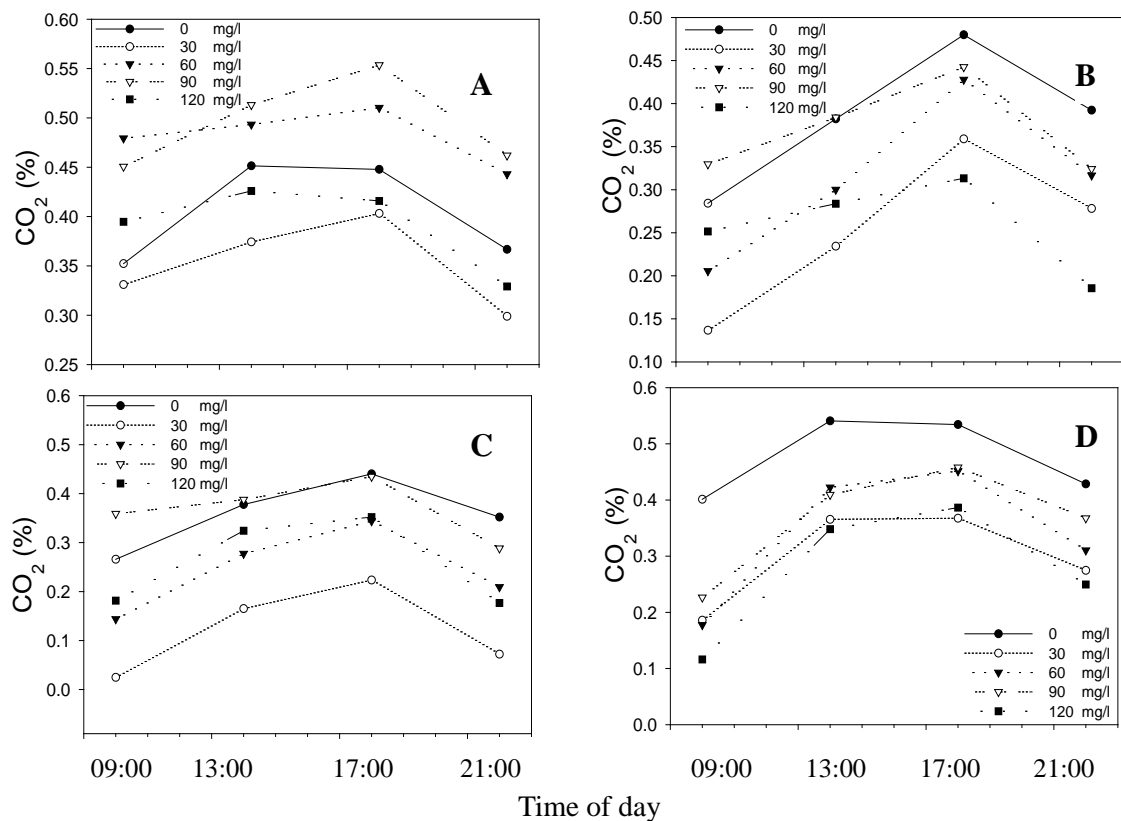 0.60
0.55
0.50
0.45
0.40
0.35
0.30
0.25
CO2 (%)
0 mg/l
30 mg/l
60 mg/l
90 mg/l
120 mg/l
A
0.50
0.45
0.40
0.35
0.30
0.25
0.20
0.15
0.10
CO2 (%)
0 mg/l
30 mg/l
60 mg/l
90 mg/l
120 mg/l
B
0.6
0.5
0.4
0.3
0.2
0.1
0.0
CO2 (%)
0 mg/l
30 mg/l
60 mg/l
90 mg/l
120 mg/l
C
09:00 13:00 17:00 21:00
0.6
0.5
0.4
0.3
0.2
0.1
0.0
CO2 (%)
D
0 mg/l
30 mg/l
60 mg/l
90 mg/l
120 mg/l
09:00 13:00 17:00 21:00
Time of day